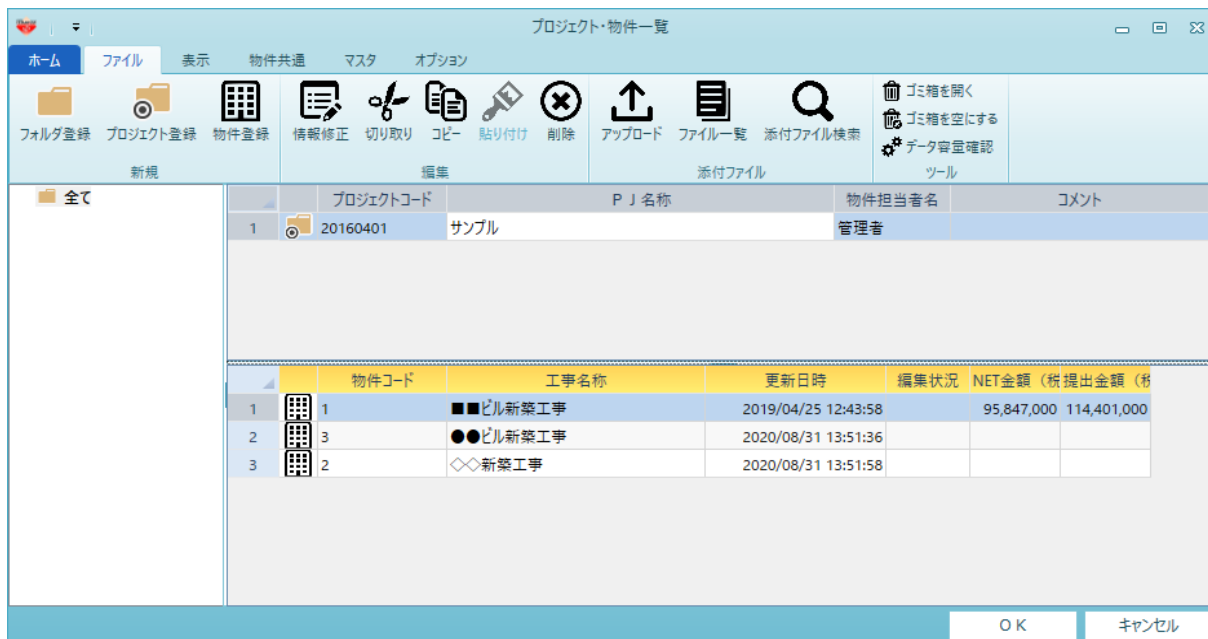 プロジェクト・物件一覧
ホーム ファイル 表示 物件共通 マスタ オプション
フォルダ登録 プロジェクト登録 物件登録 情報修正 切り取り コピー 貼り付け 削除 アップロード ファイル一覧 添付ファイル検索
ゴミ箱を開く
ゴミ箱を空にする
データ容量確認
新規 編集 添付ファイル ツール
全て
プロジェクトコード ＰＪ名称 物件担当者名 コメント
1 20160401 サンプル 管理者
物件コード 工事名称 更新日時 編集状況 NET金額（税 提出金額（税
1 1 ■■ビル新築工事 2019/04/25 12:43:58 95,847,000 114,401,000
2 3 ●●ビル新築工事 2020/08/31 13:51:36
3 2 ◇◇新築工事 2020/08/31 13:51:58
ＯＫ キャンセル